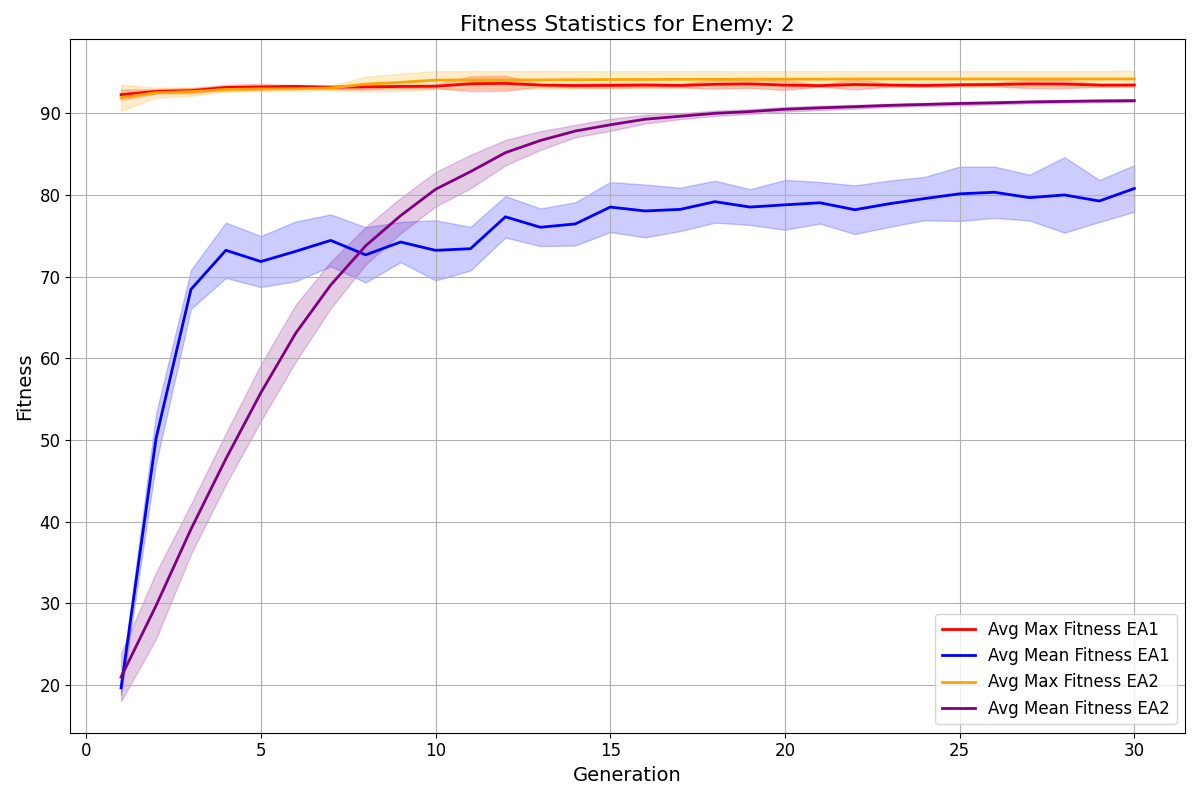 Fitness Statistics for Enemy: 2
Fitness
90
80
70
60
50
40
30
20
0
5
10
15
20
25
30
Generation
Avg Max Fitness EA1
Avg Mean Fitness EA1
Avg Max Fitness EA2
Avg Mean Fitness EA2